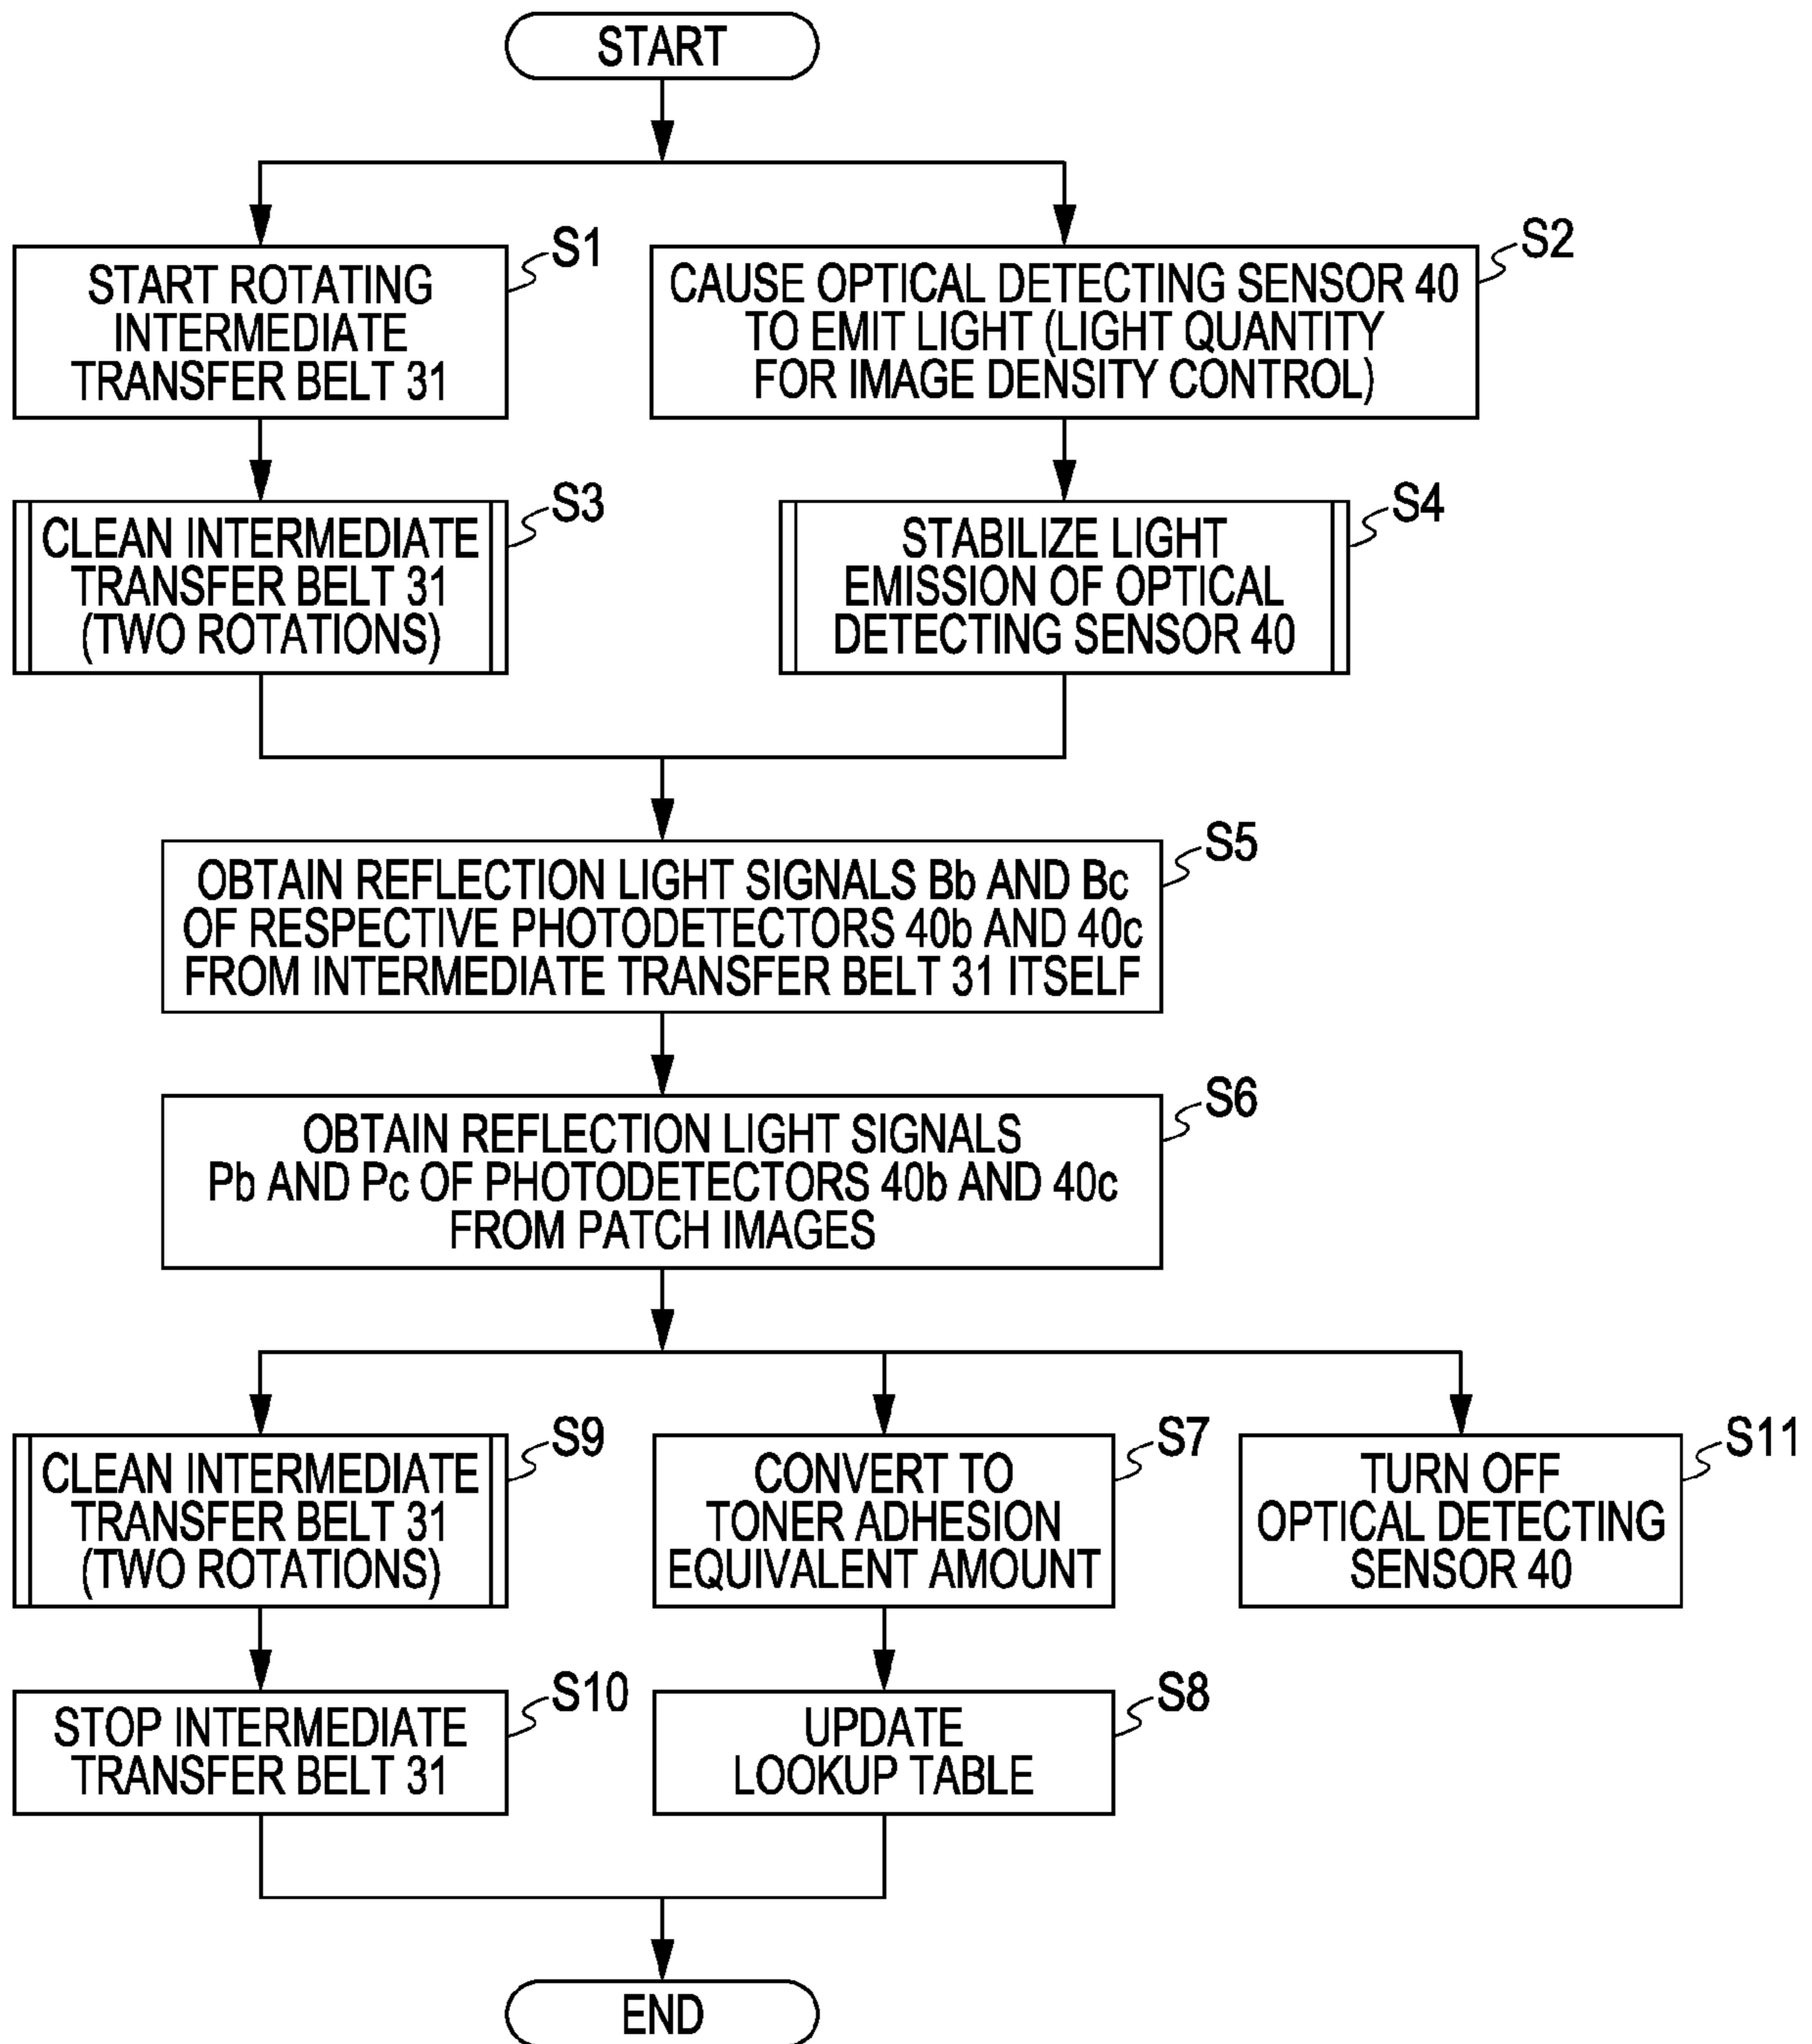 START
S1
START ROTATING
INTERMEDIATE
TRANSFER BELT 31
S2
CAUSE OPTICAL DETECTING SENSOR 40
TO EMIT LIGHT (LIGHT QUANTITY
FOR IMAGE DENSITY CONTROL)
S3
CLEAN INTERMEDIATE
TRANSFER BELT 31
(TWO ROTATIONS)
S4
STABILIZE LIGHT
EMISSION OF OPTICAL
DETECTING SENSOR 40
S5
OBTAIN REFLECTION LIGHT SIGNALS Bb AND Bc
OF RESPECTIVE PHOTODETECTORS 40b AND 40c
FROM INTERMEDIATE TRANSFER BELT 31 ITSELF
S6
OBTAIN REFLECTION LIGHT SIGNALS
Pb AND Pc OF PHOTODETECTORS 40b AND 40c
FROM PATCH IMAGES
S9
CLEAN INTERMEDIATE
TRANSFER BELT 31
(TWO ROTATIONS)
S7
CONVERT TO
TONER ADHESION
EQUIVALENT AMOUNT
S11
TURN OFF
OPTICAL DETECTING
SENSOR 40
S10
STOP INTERMEDIATE
TRANSFER BELT 31
S8
UPDATE
LOOKUP TABLE
END